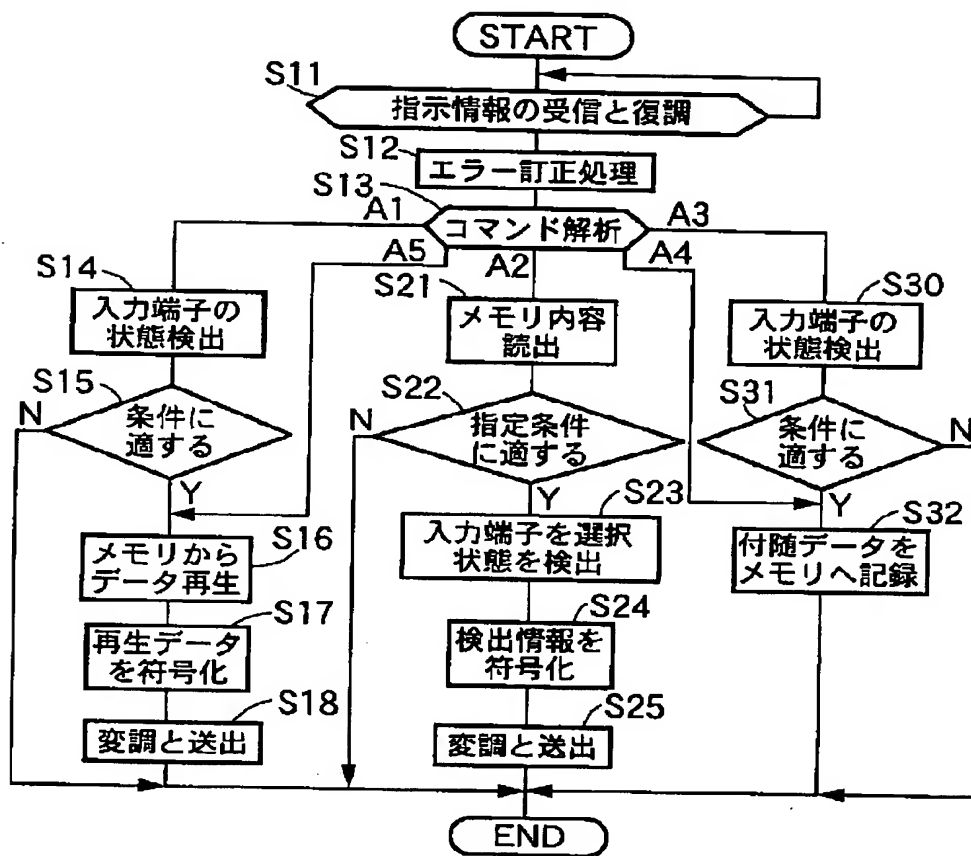 START
S11
指示情報の受信と復調
S12
エラー訂正処理
S13
コマンド解析
A1
A5
A2
A3
A4
S14
入力端子の
状態検出
S15
条件に
適する
N
Y
S16
メモリから
データ再生
S17
再生データ
を符号化
S18
変調と送出
S21
メモリ内容
読出
S22
指定条件
に適する
N
Y
S23
入力端子を選択
状態を検出
S24
検出情報を
符号化
S25
変調と送出
S30
入力端子の
状態検出
S31
条件に
適する
N
Y
S32
付随データを
メモリへ記録
END